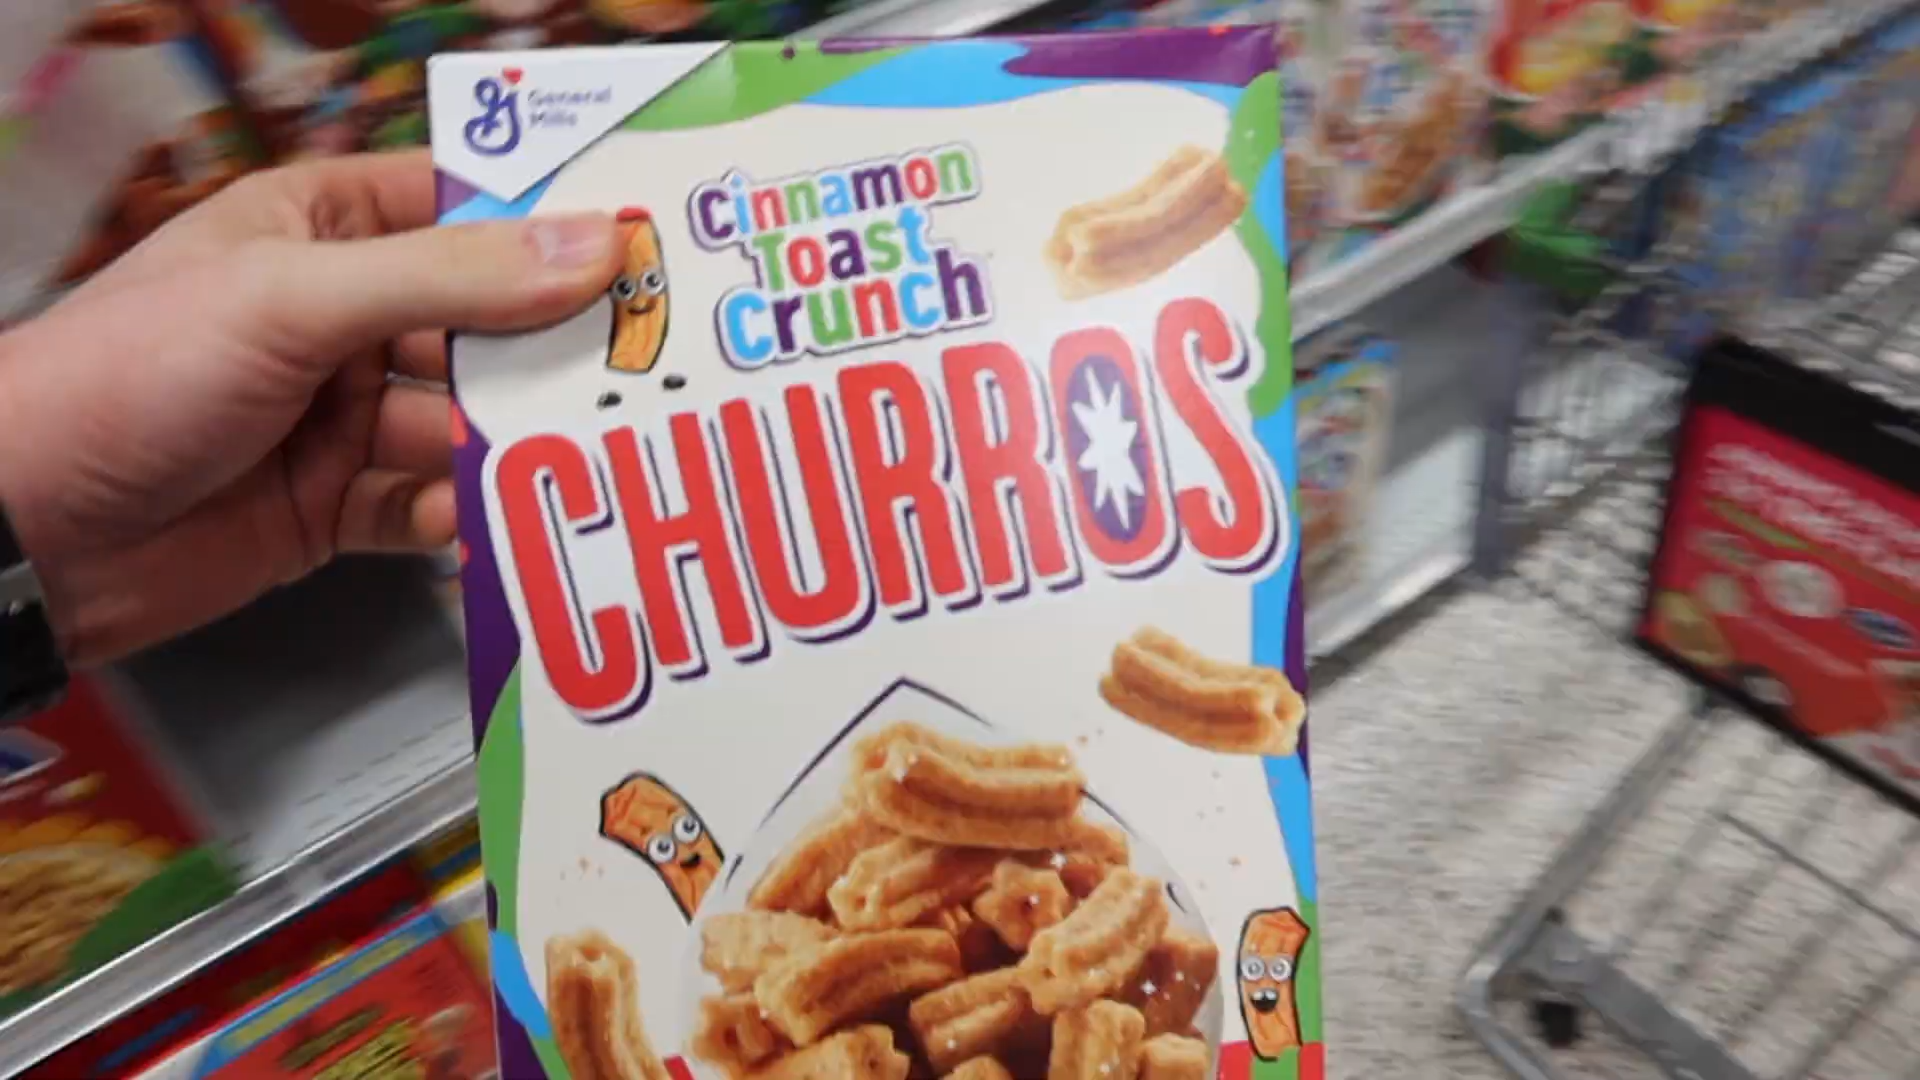 General
Mills
Cinnamon
Toast
Crunch
CHURROS